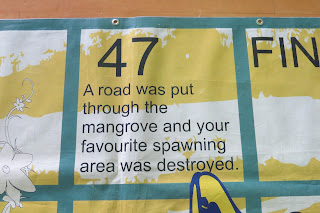 47
A road was put
through the
mangrove and your
favourite spawning
area was destroyed.
FIN